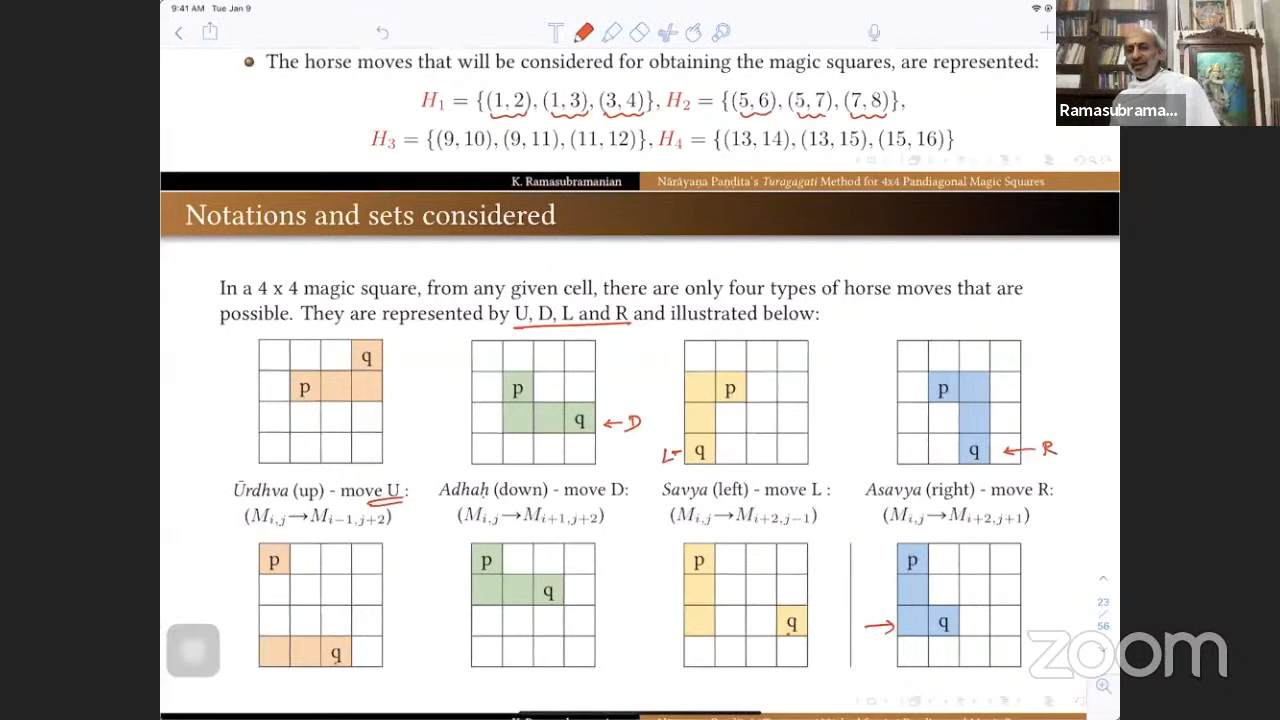 9:41 AM Tue Jan 9
• The horse moves that will be considered for obtaining the magic squares, are represented:
H₁ = {(1, 2), (1, 3), (3, 4)}, H₂ = {(5, 6), (5, 7), (7, 8)},
H₃ = {(9, 10), (9, 11), (11, 12)}, H₄ = {(13, 14), (13, 15), (15, 16)}
Ramasubrama...
K. Ramasubramanian Nārāyaṇa Paṇḍita's Turagagati Method for 4x4 Pandiagonal Magic Squares
Notations and sets considered
In a 4 x 4 magic square, from any given cell, there are only four types of horse moves that are
possible. They are represented by U, D, L and R and illustrated below:
q
p p p p
q ← D
q L q ← R
Ūrdhva (up) - move U : Adhaḥ (down) - move D: Savya (left) - move L : Asavya (right) - move R:
(Mᵢ,ⱼ→Mᵢ₋₁,ⱼ₊₂) (Mᵢ,ⱼ→Mᵢ₊₁,ⱼ₊₂) (Mᵢ,ⱼ→Mᵢ₊₂,ⱼ₋₁) (Mᵢ,ⱼ→Mᵢ₊₂,ⱼ₊₁)
p p p p
q
q → q
q
23
/
56
zoom